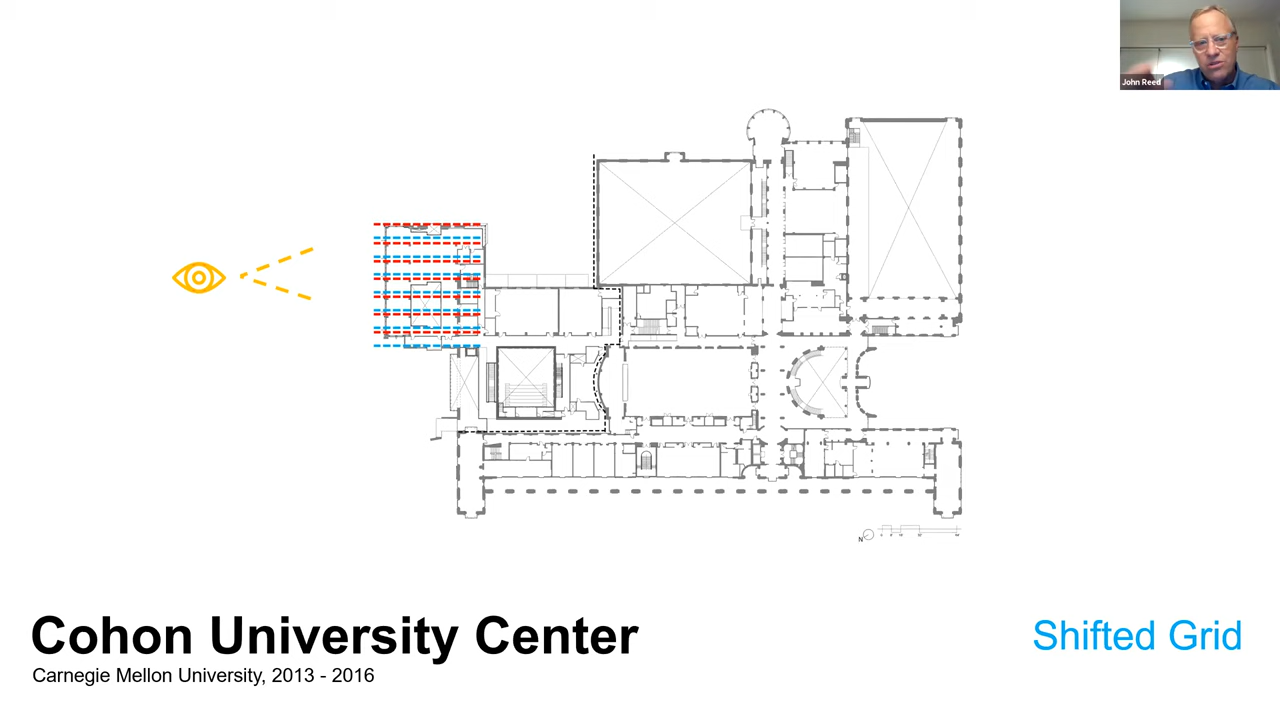 John Reed
N
Cohon University Center
Carnegie Mellon University, 2013 - 2016
Shifted Grid